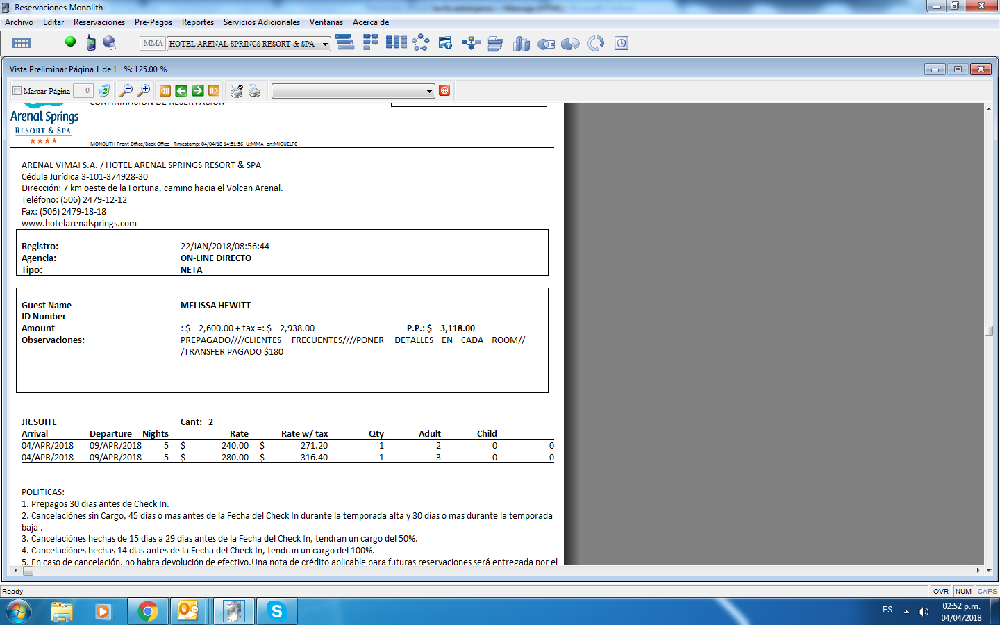 Reservaciones Monolith
Archivo Editar Reservaciones Pre-Pagos Reportes Servicios Adicionales Ventanas Acerca de
MMA HOTEL ARENAL SPRINGS RESORT & SPA
Vista Preliminar Página 1 de 1 %: 125.00 %
Marcar Página 0
CONFIRMACION DE RESERVACION
Arenal Springs
RESORT & SPA
MONOLITH Front-Office/Back-Office Timestamp: 04/04/18 14:51:56 U:MMA on:MIGUELPC
ARENAL VIMAI S.A. / HOTEL ARENAL SPRINGS RESORT & SPA
Cédula Jurídica 3-101-374928-30
Dirección: 7 km oeste de la Fortuna, camino hacia el Volcan Arenal.
Teléfono: (506) 2479-12-12
Fax: (506) 2479-18-18
www.hotelarenalsprings.com
Registro: 22/JAN/2018/08:56:44
Agencia: ON-LINE DIRECTO
Tipo: NETA
Guest Name MELISSA HEWITT
ID Number
Amount : $ 2,600.00 + tax =: $ 2,938.00 P.P.: $ 3,118.00
Observaciones: PREPAGADO////CLIENTES FRECUENTES////PONER DETALLES EN CADA ROOM//
/TRANSFER PAGADO $180
JR.SUITE Cant: 2
Arrival Departure Nights Rate Rate w/ tax Qty Adult Child
04/APR/2018 09/APR/2018 5 $ 240.00 $ 271.20 1 2 0 0
04/APR/2018 09/APR/2018 5 $ 280.00 $ 316.40 1 3 0 0
POLITICAS:
1. Prepagos 30 dias antes de Check In.
2. Cancelaciónes sin Cargo, 45 días o mas antes de la Fecha del Check In durante la temporada alta y 30 días o mas durante la temporada
baja .
3. Cancelaciónes hechas de 15 dias a 29 dias antes de la Fecha del Check In, tendran un cargo del 50%.
4. Cancelaciónes hechas 14 dias antes de la Fecha del Check In, tendran un cargo del 100%.
5. En caso de cancelación, no habra devolución de efectivo.Una nota de crédito aplicable para futuras reservaciones será entregada por el
Ready OVR NUM CAPS
ES 02:52 p.m.
04/04/2018